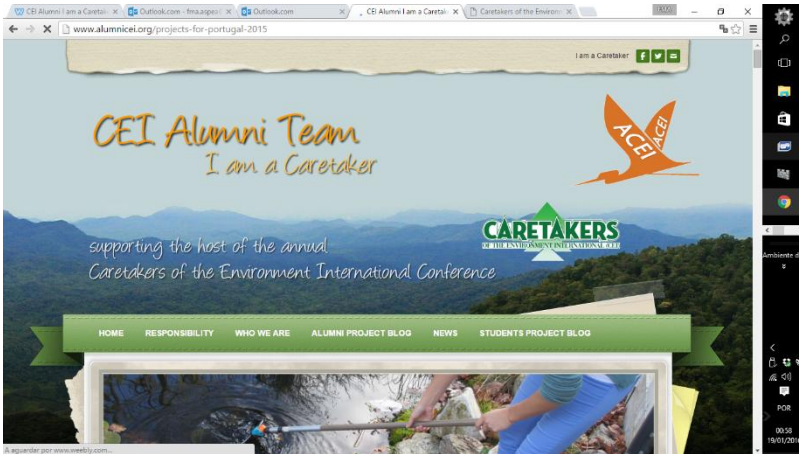 CEI Alumni I am a Caretak
Outlook.com - fma.aspea
Outlook.com
CEI Alumni I am a Caretak
Caretakers of the Environ
www.alumnicei.org/projects-for-portugal-2015
I am a Caretaker
CEI Alumni Team
I am a Caretaker
ACEI
ACEI
CARETAKERS
OF THE ENVIRONMENT INTERNATIONAL (CEI)
supporting the host of the annual
Caretakers of the Environment International Conference
HOME RESPONSIBILITY WHO WE ARE ALUMNI PROJECT BLOG NEWS STUDENTS PROJECT BLOG
A aguardar por www.weebly.com...
Ambiente d
POR
00:58
19/01/2016